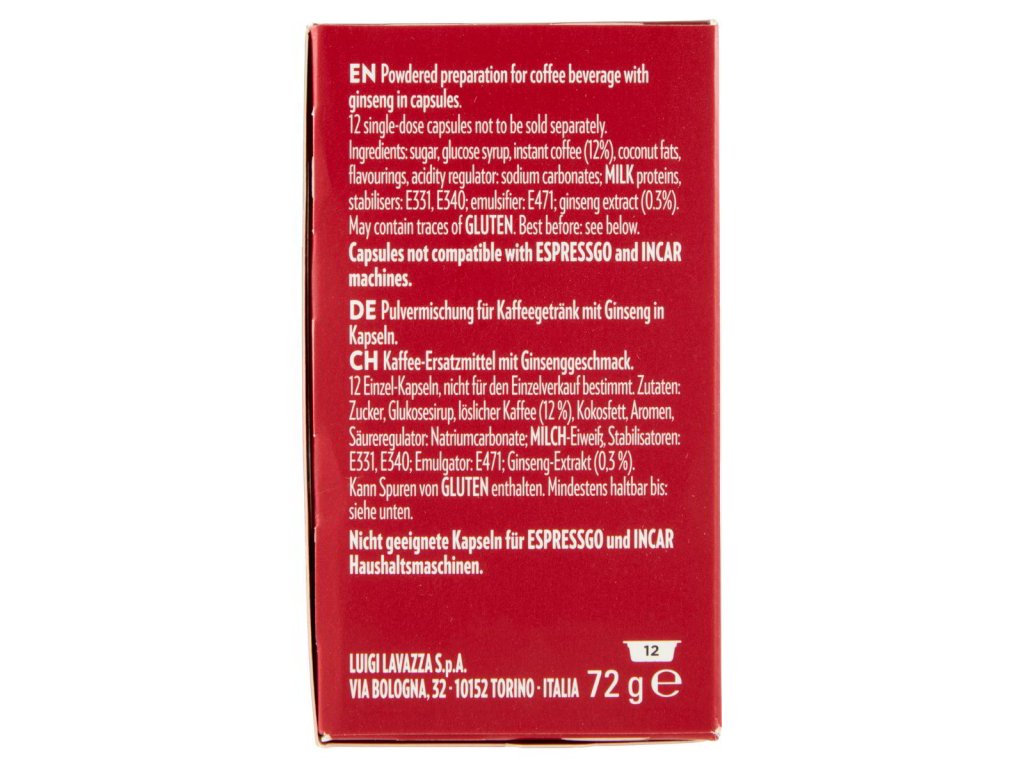 EN Powdered preparation for coffee beverage with
ginseng in capsules.
12 single-dose capsules not to be sold separately.
Ingredients: sugar, glucose syrup, instant coffee (12%), coconut fats,
flavourings, acidity regulator: sodium carbonates; MILK proteins,
stabilisers: E331, E340; emulsifier: E471; ginseng extract (0.3%).
May contain traces of GLUTEN. Best before: see below.
Capsules not compatible with ESPRESSGO and INCAR
machines.
DE Pulvermischung für Kaffeegetränk mit Ginseng in
Kapseln.
CH Kaffee-Ersatzmittel mit Ginsenggeschmack.
12 Einzel-Kapseln, nicht für den Einzelverkauf bestimmt. Zutaten:
Zucker, Glukosesirup, löslicher Kaffee (12 %), Kokosfett, Aromen,
Säureregulator: Natriumcarbonate; MILCH-Eiweiß, Stabilisatoren:
E331, E340; Emulgator: E471; Ginseng-Extrakt (0,3 %).
Kann Spuren von GLUTEN enthalten. Mindestens haltbar bis:
siehe unten.
Nicht geeignete Kapseln für ESPRESSGO und INCAR
Haushaltsmaschinen.
12
LUIGI LAVAZZA S.p.A.
VIA BOLOGNA, 32 · 10152 TORINO · ITALIA 72 g ℮